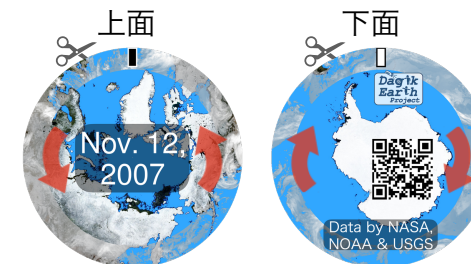 上面
下面
Nov. 12,
2007
Dagik
Earth
Project
Data by NASA,
NOAA & USGS